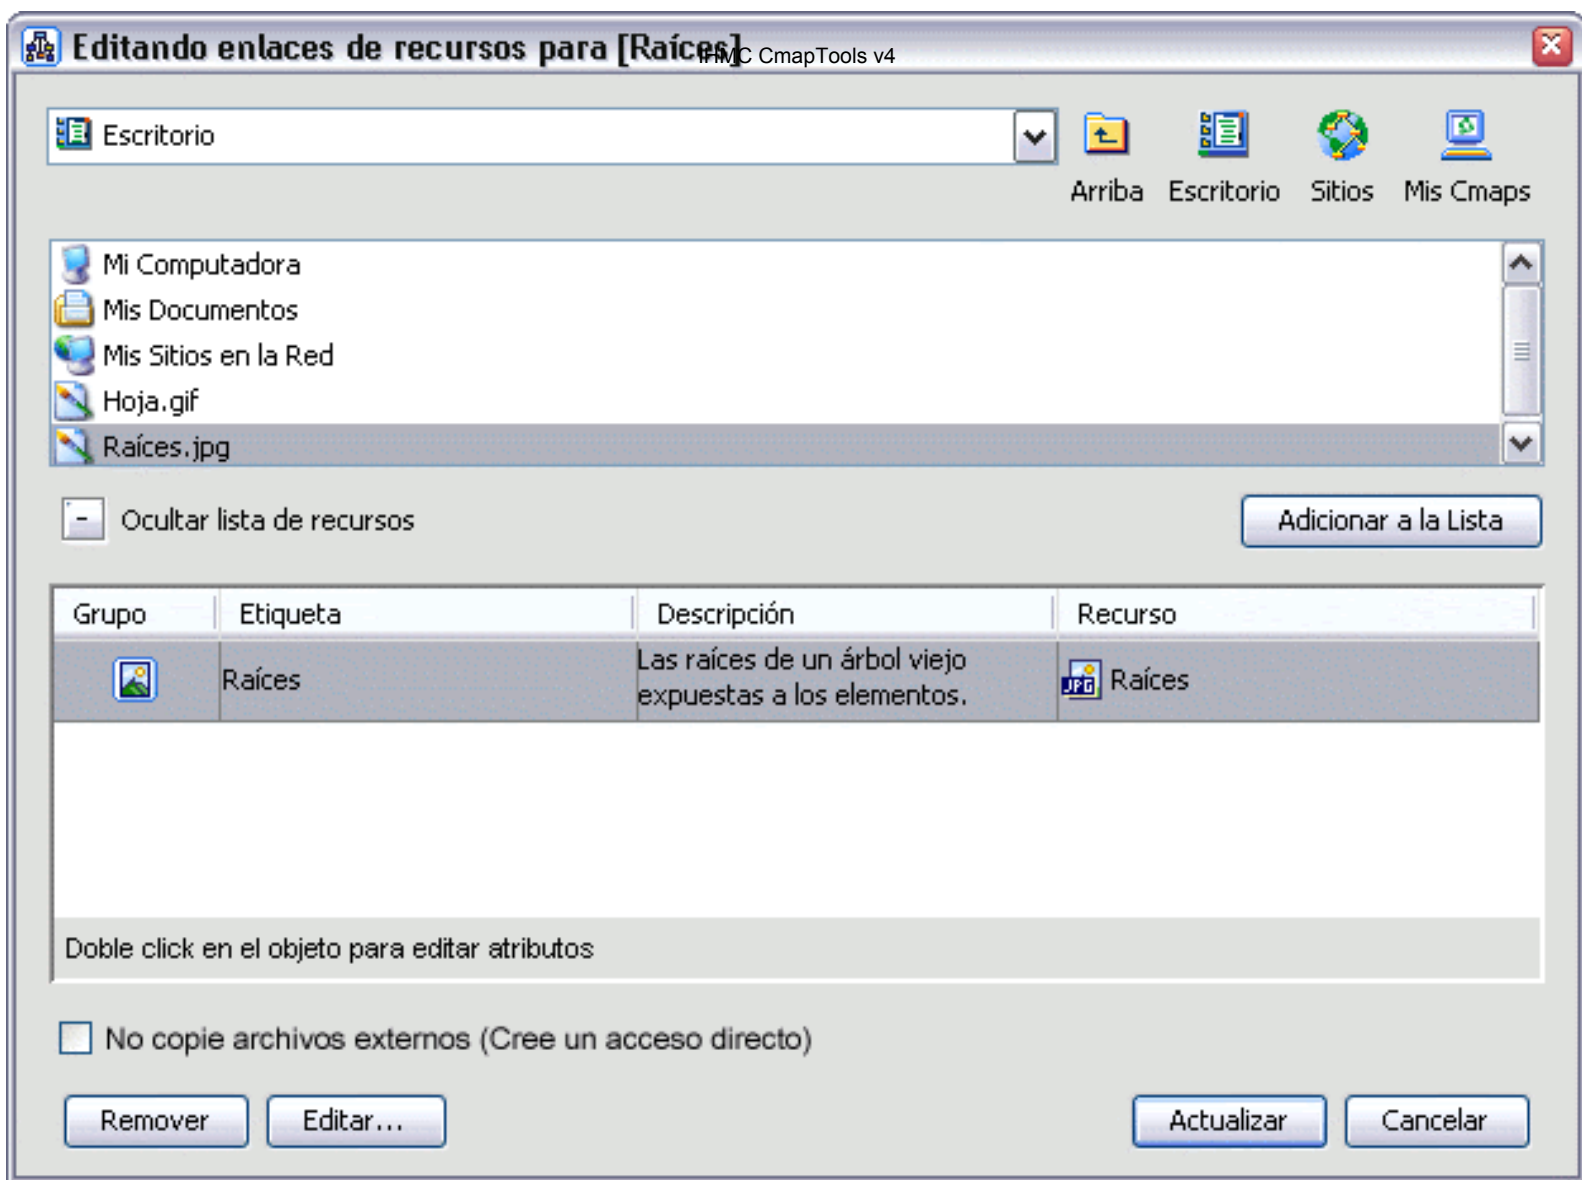 Editando enlaces de recursos para [Raíces]
IHMC CmapTools v4
Escritorio
Arriba Escritorio Sitios Mis Cmaps
Mi Computadora
Mis Documentos
Mis Sitios en la Red
Hoja.gif
Raíces.jpg
- Ocultar lista de recursos
Adicionar a la Lista
Grupo Etiqueta Descripción Recurso
Raíces
Las raíces de un árbol viejo
expuestas a los elementos.
JPG Raíces
Doble click en el objeto para editar atributos
No copie archivos externos (Cree un acceso directo)
Remover Editar... Actualizar Cancelar